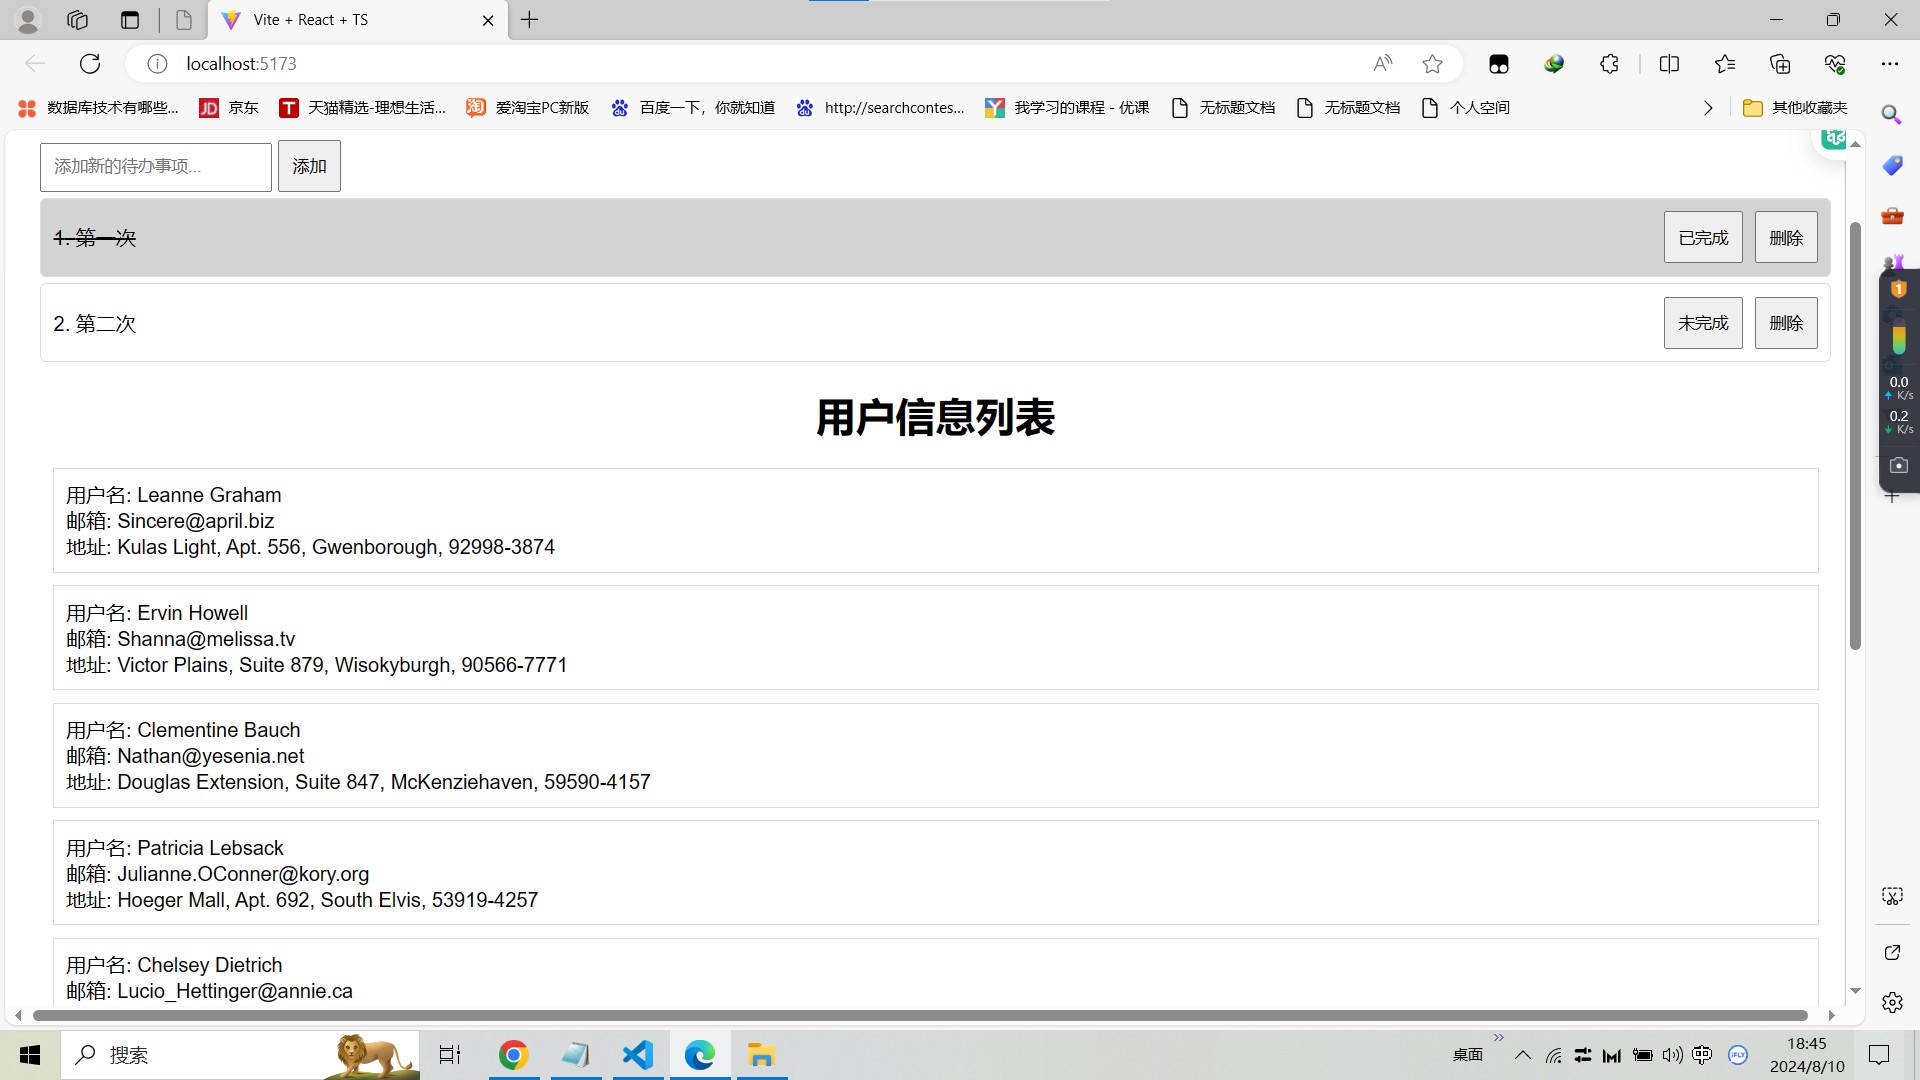 Vite + React + TS
localhost:5173
数据库技术有哪些...
JD 京东
T 天猫精选-理想生活...
淘 爱淘宝PC新版
百度一下，你就知道
http://searchcontes...
我学习的课程 - 优课
无标题文档
无标题文档
个人空间
其他收藏夹
添加新的待办事项...
添加
1. 第一次
已完成
删除
2. 第二次
未完成
删除
用户信息列表
用户名: Leanne Graham
邮箱: Sincere@april.biz
地址: Kulas Light, Apt. 556, Gwenborough, 92998-3874
用户名: Ervin Howell
邮箱: Shanna@melissa.tv
地址: Victor Plains, Suite 879, Wisokyburgh, 90566-7771
用户名: Clementine Bauch
邮箱: Nathan@yesenia.net
地址: Douglas Extension, Suite 847, McKenziehaven, 59590-4157
用户名: Patricia Lebsack
邮箱: Julianne.OConner@kory.org
地址: Hoeger Mall, Apt. 692, South Elvis, 53919-4257
用户名: Chelsey Dietrich
邮箱: Lucio_Hettinger@annie.ca
1
0.0
K/s
0.2
K/s
搜索
桌面
中
iFLY
18:45
2024/8/10